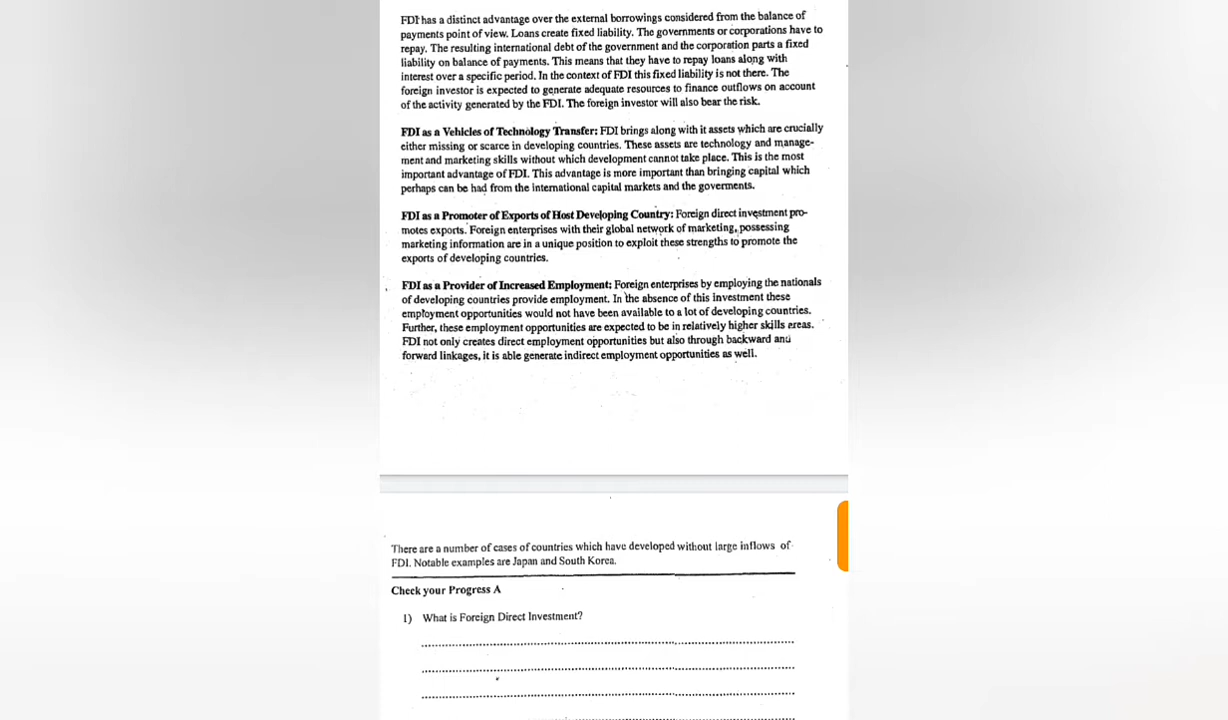 FDI has a distinct advantage over the external borrowings considered from the balance of
payments point of view. Loans create fixed liability. The governments or corporations have to
repay. The resulting international debt of the government and the corporation parts a fixed
liability on balance of payments. This means that they have to repay loans along with
interest over a specific period. In the context of FDI this fixed liability is not there. The
foreign investor is expected to generate adequate resources to finance outflows on account
of the activity generated by the FDI. The foreign investor will also bear the risk.
FDI as a Vehicles of Technology Transfer: FDI brings along with it assets which are crucially
either missing or scarce in developing countries. These assets are technology and manage-
ment and marketing skills without which development cannot take place. This is the most
important advantage of FDI. This advantage is more important than bringing capital which
perhaps can be had from the international capital markets and the goverments.
FDI as a Promoter of Exports of Host Developing Country: Foreign direct investment pro-
motes exports. Foreign enterprises with their global network of marketing, possessing
marketing information are in a unique position to exploit these strengths to promote the
exports of developing countries.
FDI as a Provider of Increased Employment: Foreign enterprises by employing the nationals
of developing countries provide employment. In the absence of this investment these
employment opportunities would not have been available to a lot of developing countries.
Further, these employment opportunities are expected to be in relatively higher skills areas.
FDI not only creates direct employment opportunities but also through backward and
forward linkages, it is able generate indirect employment opportunities as well.
There are a number of cases of countries which have developed without large inflows of
FDI. Notable examples are Japan and South Korea.
Check your Progress A
1) What is Foreign Direct Investment?